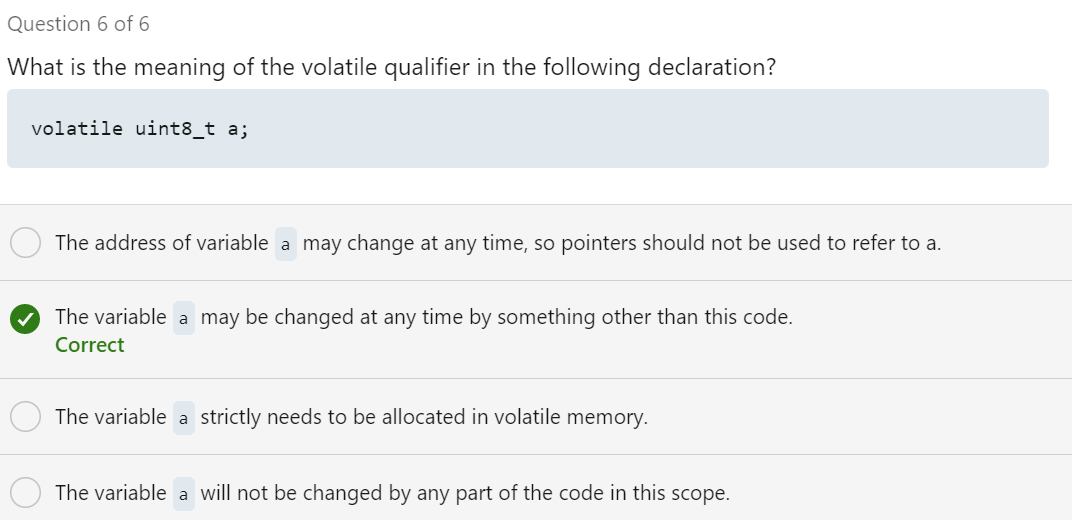 Question 6 of 6
What is the meaning of the volatile qualifier in the following declaration?
volatile uint8_t a;
The address of variable a may change at any time, so pointers should not be used to refer to a.
The variable a may be changed at any time by something other than this code.
Correct
The variable a strictly needs to be allocated in volatile memory.
The variable a will not be changed by any part of the code in this scope.